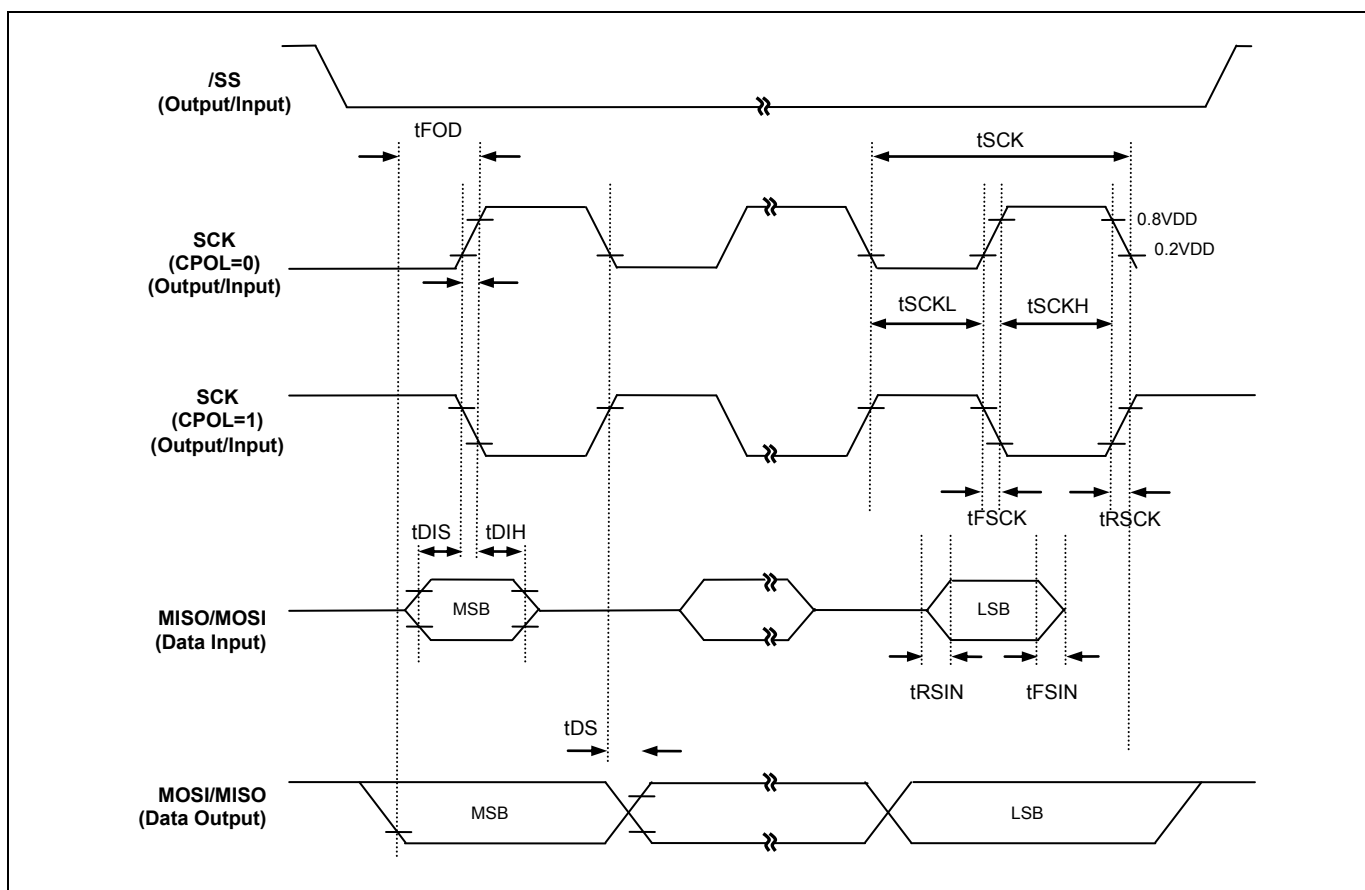 /SS
(Output/Input)
tFOD
tSCK
SCK
(CPOL=0)
(Output/Input)
0.8VDD
0.2VDD
tSCKL
tSCKH
SCK
(CPOL=1)
(Output/Input)
tFSCK
tRSCK
tDIS
tDIH
MISO/MOSI
(Data Input)
MSB
LSB
tRSIN
tFSIN
tDS
MOSI/MISO
(Data Output)
MSB
LSB